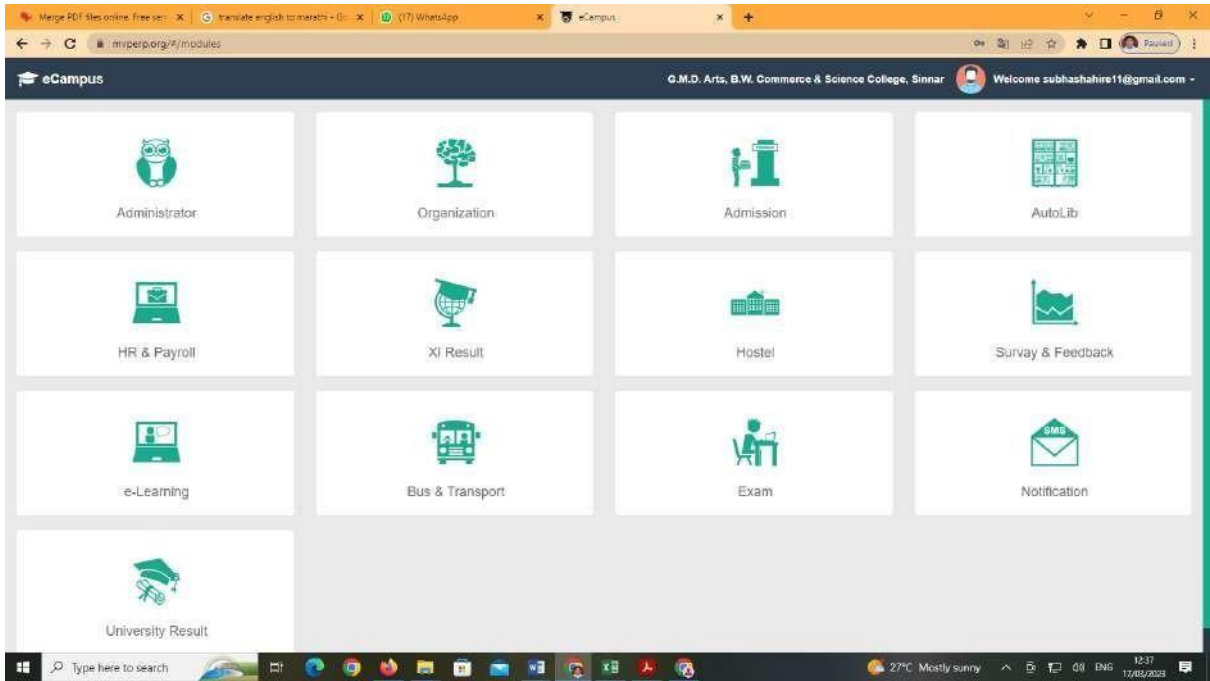 Merge PDF files online. Free ser
translate english to marathi - Go
(17) WhatsApp
eCampus
mvperp.org/#/modules
Paused
eCampus
G.M.D. Arts, B.W. Commerce & Science College, Sinnar
Welcome subhashahire11@gmail.com
Administrator
Organization
Admission
AutoLib
HR & Payroll
XI Result
Hostel
Survay & Feedback
SMS
e-Learning
Bus & Transport
Exam
Notification
University Result
Type here to search
27°C Mostly sunny
ENG
12:37
17/03/2023